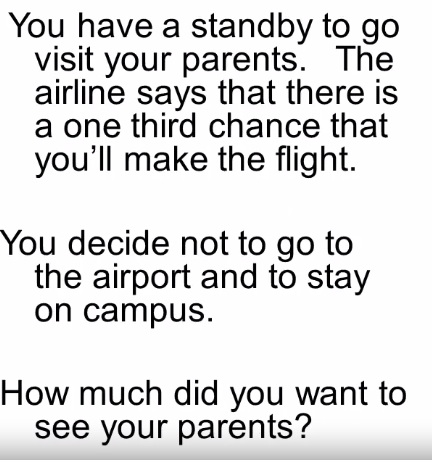 You have a standby to go
visit your parents.   The
airline says that there is
a one third chance that
you'll make the flight.
You decide not to go to
the airport and to stay
on campus.
How much did you want to
see your parents?